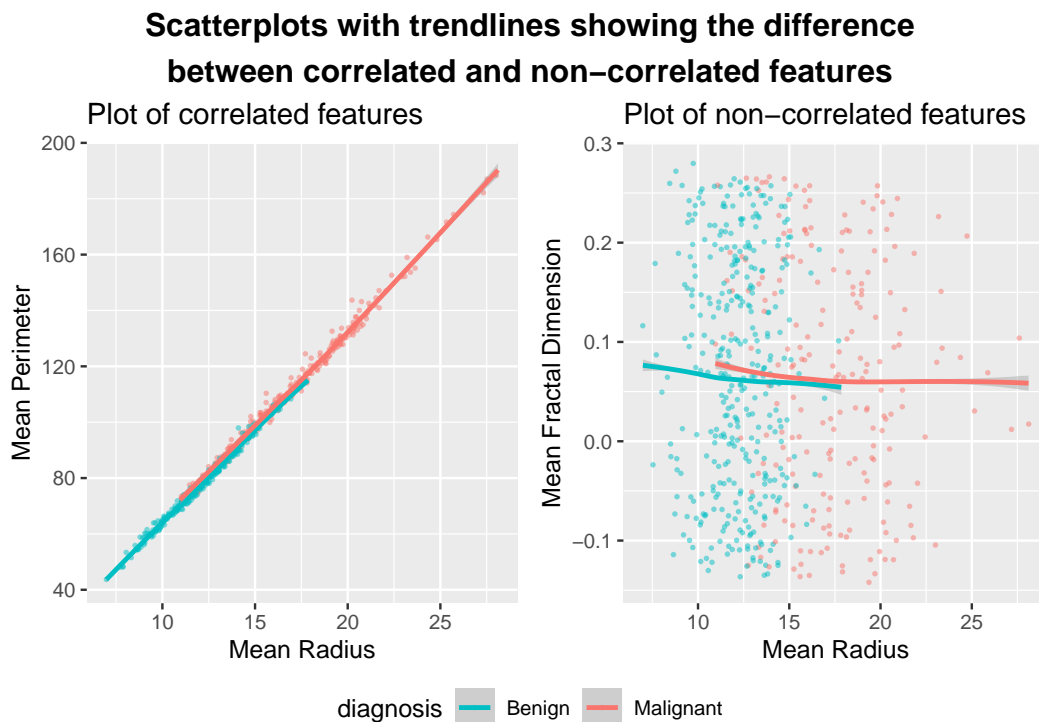 Scatterplots with trendlines showing the difference
between correlated and non−correlated features
Plot of correlated features
200
160
120
80
40
10
15
20
25
Mean Radius
Mean Perimeter
Plot of non−correlated features
0.3
0.2
0.1
0.0
−0.1
10
15
20
25
Mean Radius
Mean Fractal Dimension
diagnosis Benign Malignant